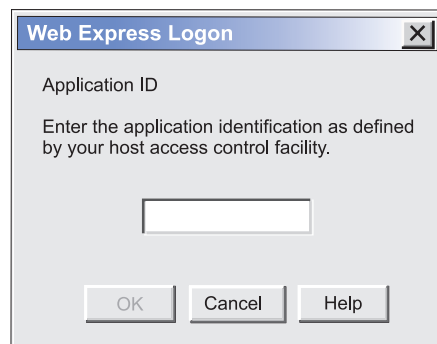 Web Express Logon
Application ID
Enter the application identification as defined
by your host access control facility.
OK
Cancel
Help